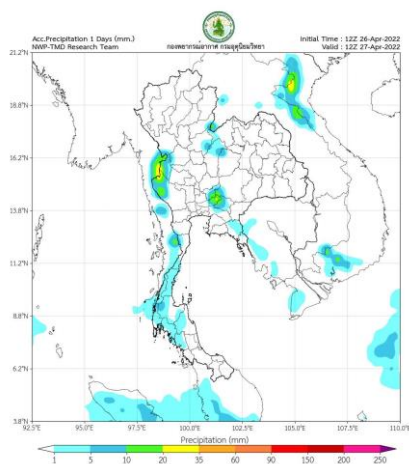 Acc.Precipitation 1 Days (mm.)
NWP-TMD Research Team
กองพยากรณ์อากาศ กรมอุตุนิยมวิทยา
Initial Time : 12Z 26-Apr-2022
Valid : 12Z 27-Apr-2022
21.2°N
18.8°N
16.2°N
13.8°N
11.2°N
8.8°N
6.2°N
3.8°N
92.5°E 95.0°E 97.5°E 100.0°E 102.5°E 105.0°E 107.5°E 110.0°E
Precipitation (mm)
1 5 10 20 35 60 90 150 200 250